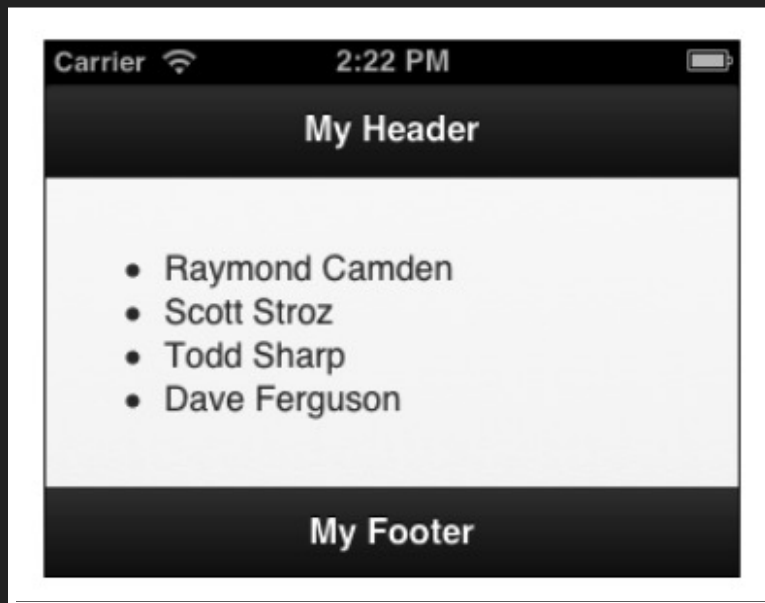 Carrier 2:22 PM
My Header
• Raymond Camden
• Scott Stroz
• Todd Sharp
• Dave Ferguson
My Footer